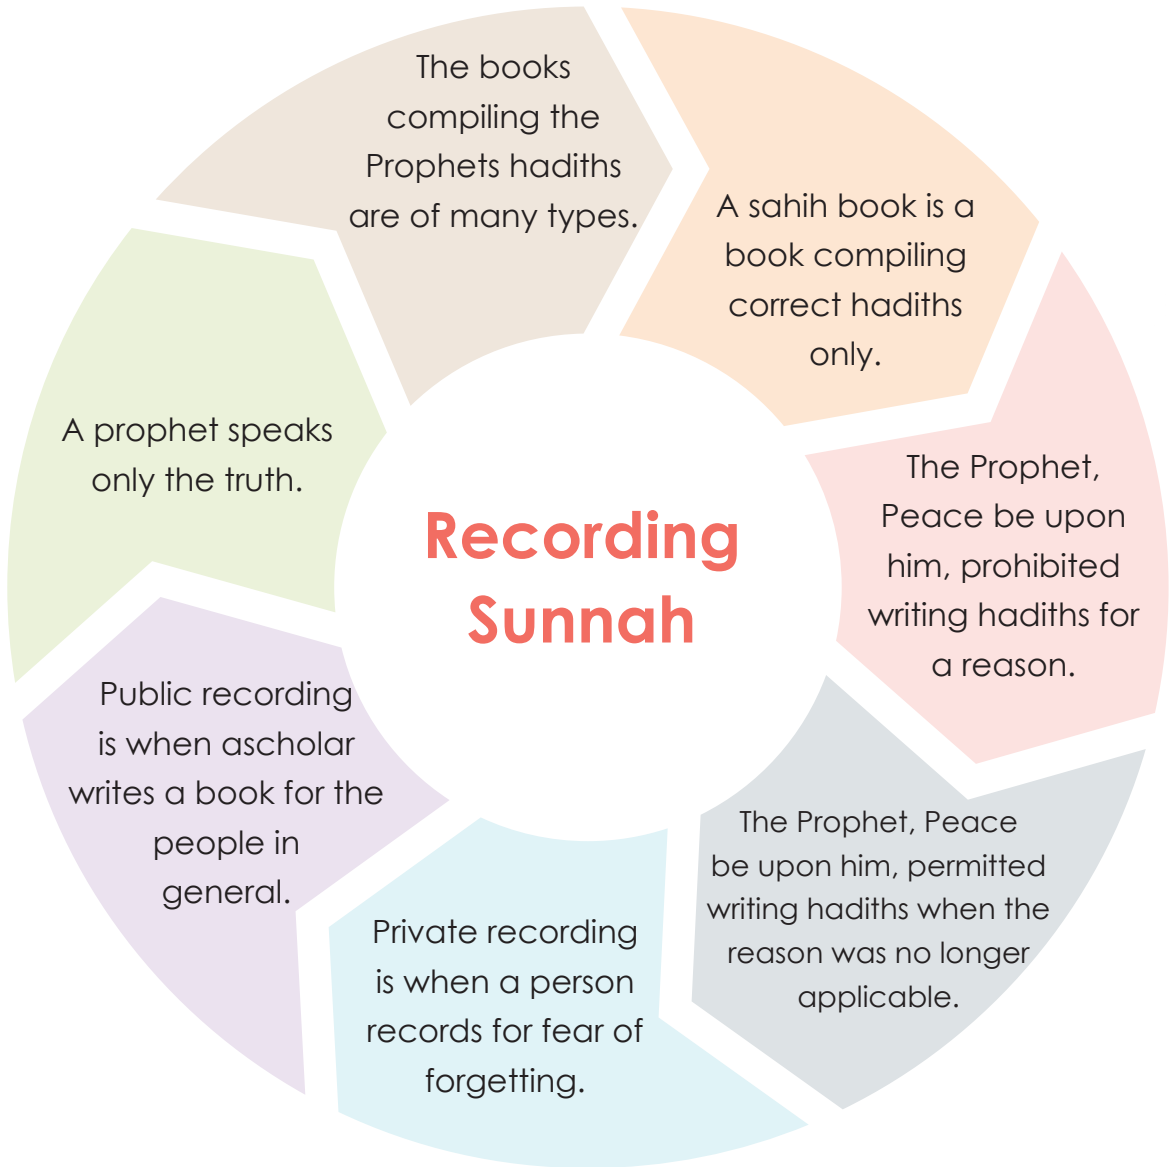 The books
compiling the
Prophets hadiths
are of many types.
A sahih book is a
book compiling
correct hadiths
only.
The Prophet,
Peace be upon
him, prohibited
writing hadiths for
a reason.
The Prophet, Peace
be upon him, permitted
writing hadiths when the
reason was no longer
applicable.
Private recording
is when a person
records for fear of
forgetting.
Public recording
is when ascholar
writes a book for the
people in
general.
A prophet speaks
only the truth.
Recording
Sunnah